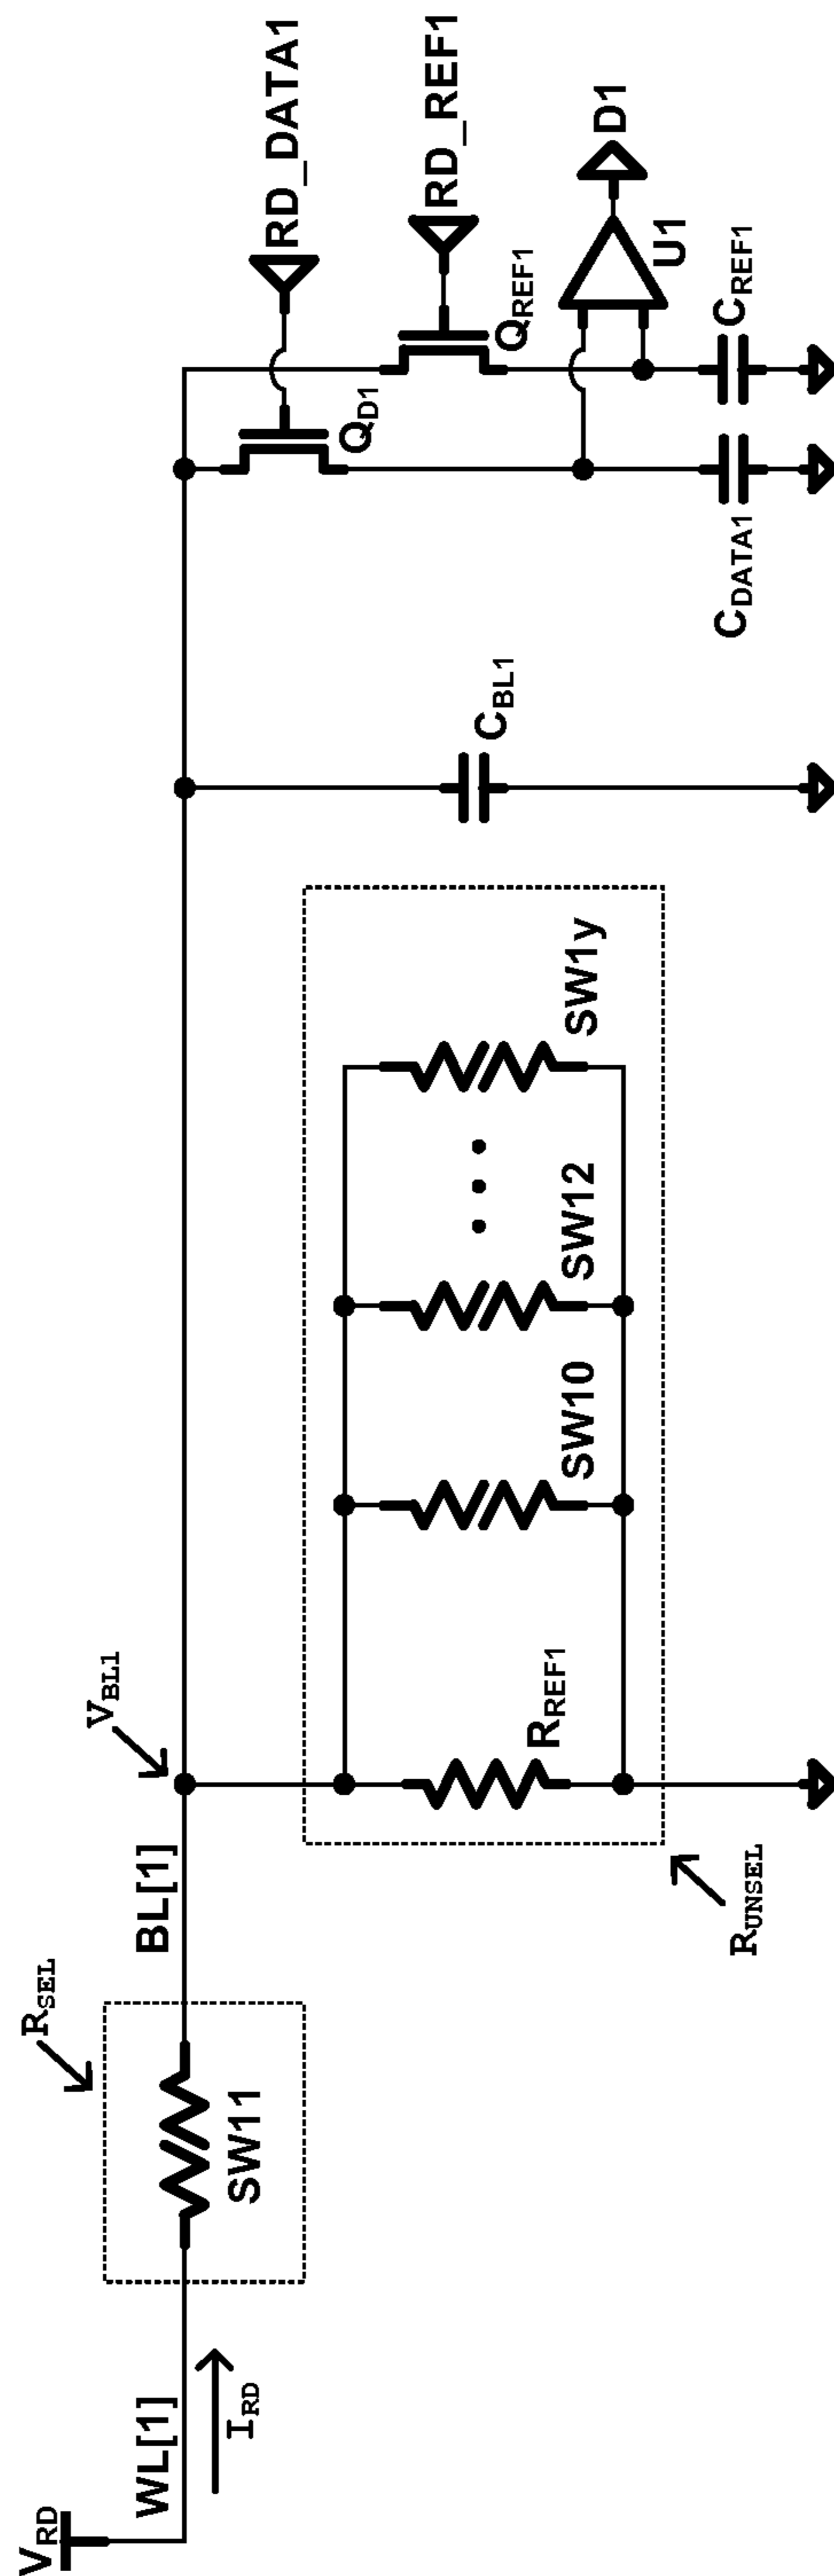 V_RD
WL[1]
I_RD
R_SEL
SW11
BL[1]
V_BL1
R_REF1
SW10
SW12
SW1y
R_UNSEL
C_BL1
RD_DATA1
Q_D1
RD_REF1
Q_REF1
D1
U1
C_DATA1
C_REF1